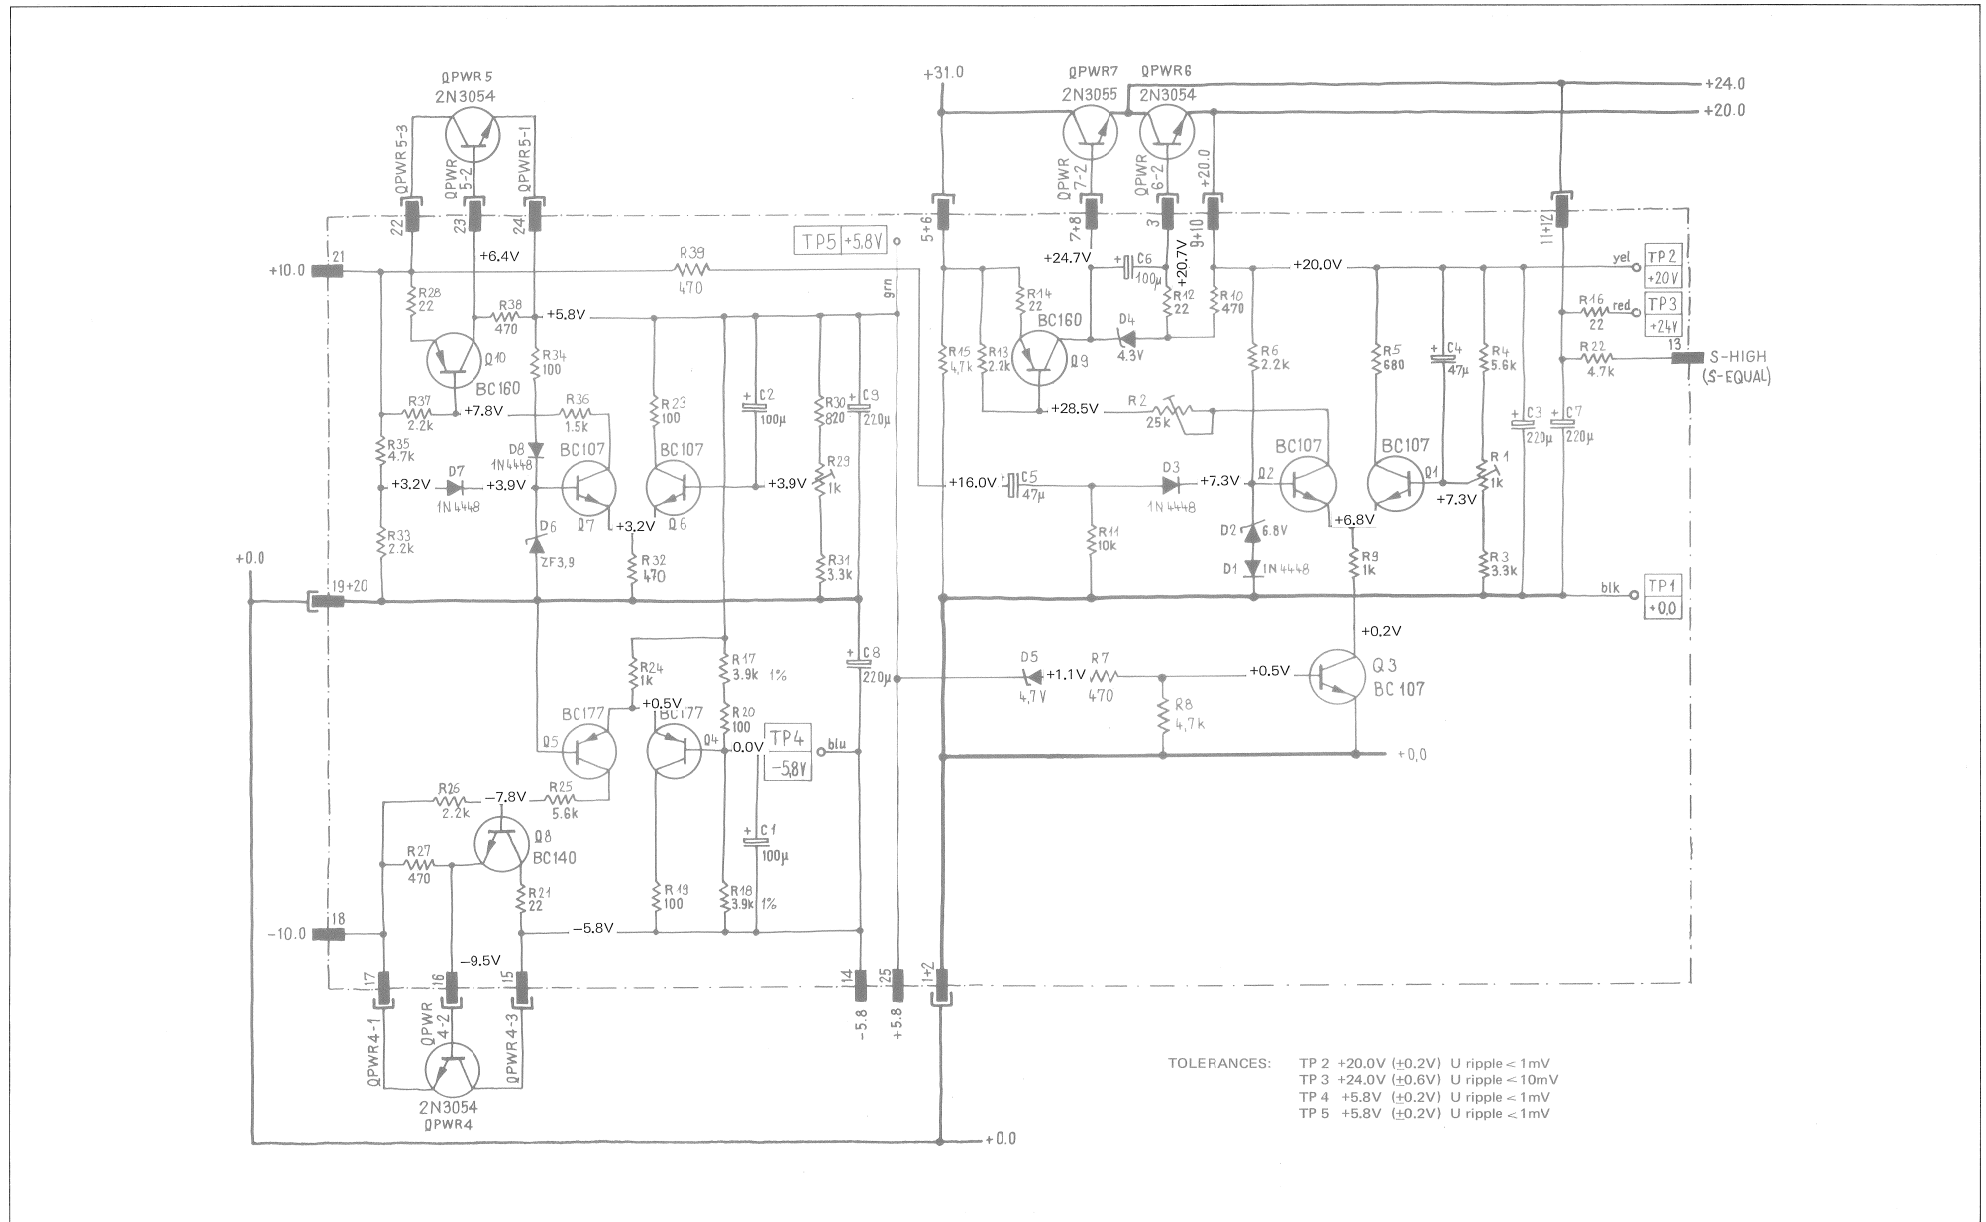 QPWR5
2N3054
QPWR5-3
QPWR
5-2
QPWR5-1
22
23
24
+31.0
QPWR7
2N3055
QPWR6
2N3054
+24.0
+20.0
QPWR
7-2
QPWR
6-2
+20.0
5+6
7+8
3
9+10
11+12
+10.0
21
+6.4V
TP5
+5.8V
R39
470
grn
+24.7V
+ C6
100µ
+20.7V
+20.0V
yel
TP2
+20V
R28
22
R38
470
+5.8V
R14
22
R12
22
R10
470
R16
22
red
TP3
+24V
BC160
D4
4.3V
Q10
BC160
R34
100
R15
4,7k
R13
2.2k
Q9
R6
2.2k
R5
680
+ C4
47µ
R4
5.6k
R22
4.7k
13
S-HIGH
(S-EQUAL)
R37
2.2k
+7.8V
R36
1.5k
R23
100
+ C2
100µ
R30
820
+ C9
220µ
+28.5V
R2
25k
+ C3
220µ
+ C7
220µ
R35
4.7k
D8
1N4448
BC107
BC107
BC107
BC107
+3.2V
D7
1N4448
+3.9V
+3.9V
R29
1k
+16.0V
+ C5
47µ
D3
1N4448
+7.3V
Q2
Q1
+7.3V
R1
1k
R33
2.2k
D6
ZF3,9
Q7
+3.2V
Q6
R32
470
R31
3.3k
R11
10k
D2
6.8V
+6.8V
D1
1N4448
R9
1k
R3
3.3k
+0.0
19+20
blk
TP1
+0,0
+0.2V
R24
1k
R17
3.9k 1%
+ C8
220µ
D5
4,7V
+1.1V
R7
470
+0.5V
Q3
BC107
R8
4,7k
BC177
+0.5V
BC177
R20
100
Q5
Q4
0.0V
TP4
-5,8V
blu
+0,0
R26
2.2k
-7.8V
R25
5.6k
Q8
BC140
+ C1
100µ
R27
470
R21
22
R19
100
R18
3.9k 1%
-10.0
18
-5.8V
-9.5V
17
16
15
14
25
1+2
QPWR4-1
QPWR
4-2
QPWR4-3
-5.8
+5.8
2N3054
QPWR4
+0.0
TOLERANCES: TP 2 +20.0V (±0.2V) U ripple < 1mV
TP 3 +24.0V (±0.6V) U ripple < 10mV
TP 4 +5.8V (±0.2V) U ripple < 1mV
TP 5 +5.8V (±0.2V) U ripple < 1mV